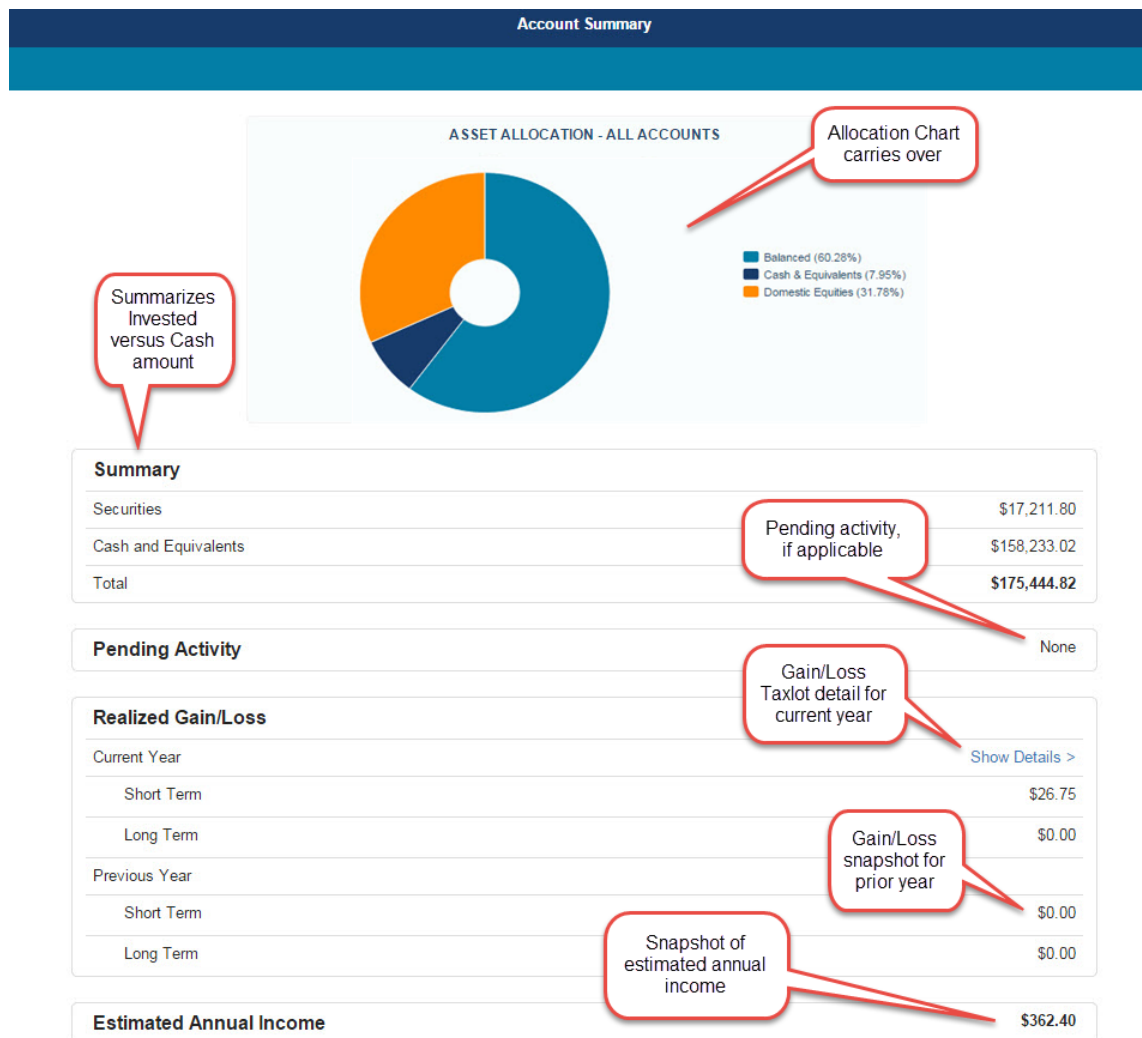 Account Summary
ASSET ALLOCATION - ALL ACCOUNTS
Allocation Chart
carries over
Balanced (60.28%)
Cash & Equivalents (7.95%)
Domestic Equities (31.78%)
Summarizes
Invested
versus Cash
amount
Summary
Securities $17,211.80
Cash and Equivalents $158,233.02
Total $175,444.82
Pending activity,
if applicable
Pending Activity None
Gain/Loss
Taxlot detail for
current year
Realized Gain/Loss
Current Year Show Details >
Short Term $26.75
Long Term $0.00
Gain/Loss
snapshot for
prior year
Previous Year
Short Term $0.00
Long Term $0.00
Snapshot of
estimated annual
income
Estimated Annual Income $362.40